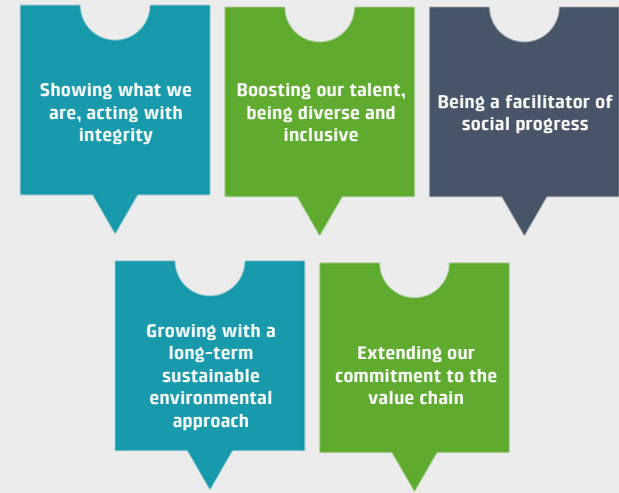 Showing what we
are, acting with
integrity
Boosting our talent,
being diverse and
inclusive
Being a facilitator of
social progress
Growing with a
long-term
sustainable
environmental
approach
Extending our
commitment to the
value chain